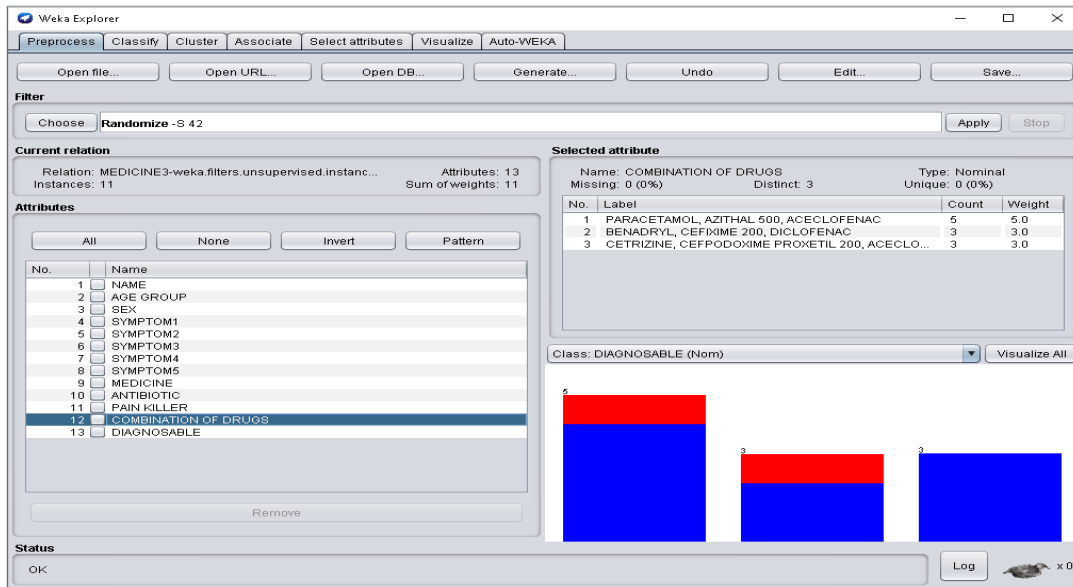 Weka Explorer
Preprocess Classify Cluster Associate Select attributes Visualize Auto-WEKA
Open file... Open URL... Open DB... Generate... Undo Edit... Save...
Filter
Choose Randomize -S 42 Apply Stop
Current relation
Relation: MEDICINE3-weka.filters.unsupervised.instanc... Attributes: 13
Instances: 11 Sum of weights: 11
Attributes
All None Invert Pattern
No. Name
1 NAME
2 AGE GROUP
3 SEX
4 SYMPTOM1
5 SYMPTOM2
6 SYMPTOM3
7 SYMPTOM4
8 SYMPTOM5
9 MEDICINE
10 ANTIBIOTIC
11 PAIN KILLER
12 COMBINATION OF DRUGS
13 DIAGNOSABLE
Remove
Selected attribute
Name: COMBINATION OF DRUGS Type: Nominal
Missing: 0 (0%) Distinct: 3 Unique: 0 (0%)
No. Label Count Weight
1 PARACETAMOL, AZITHAL 500, ACECLOFENAC 5 5.0
2 BENADRYL, CEFIXIME 200, DICLOFENAC 3 3.0
3 CETRIZINE, CEFPODOXIME PROXETIL 200, ACECLO... 3 3.0
Class: DIAGNOSABLE (Nom) Visualize All
5
3
3
Status
OK
Log x 0